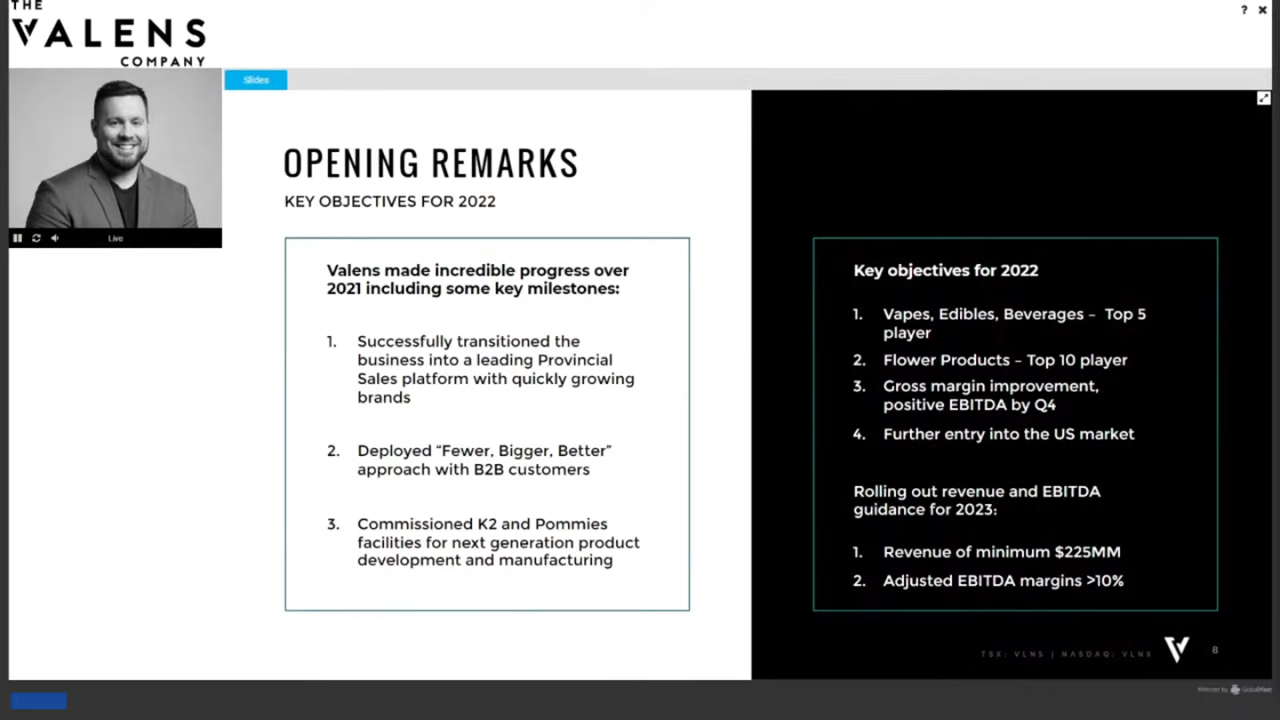 THE
VALENS
COMPANY
? ×
Slides
Live
OPENING REMARKS
KEY OBJECTIVES FOR 2022
Valens made incredible progress over
2021 including some key milestones:
1. Successfully transitioned the
business into a leading Provincial
Sales platform with quickly growing
brands
2. Deployed “Fewer, Bigger, Better”
approach with B2B customers
3. Commissioned K2 and Pommies
facilities for next generation product
development and manufacturing
Key objectives for 2022
1. Vapes, Edibles, Beverages – Top 5
player
2. Flower Products – Top 10 player
3. Gross margin improvement,
positive EBITDA by Q4
4. Further entry into the US market
Rolling out revenue and EBITDA
guidance for 2023:
1. Revenue of minimum $225MM
2. Adjusted EBITDA margins >10%
TSX: VLNS | NASDAQ: VLNS
8
Webcast by GlobalMeet